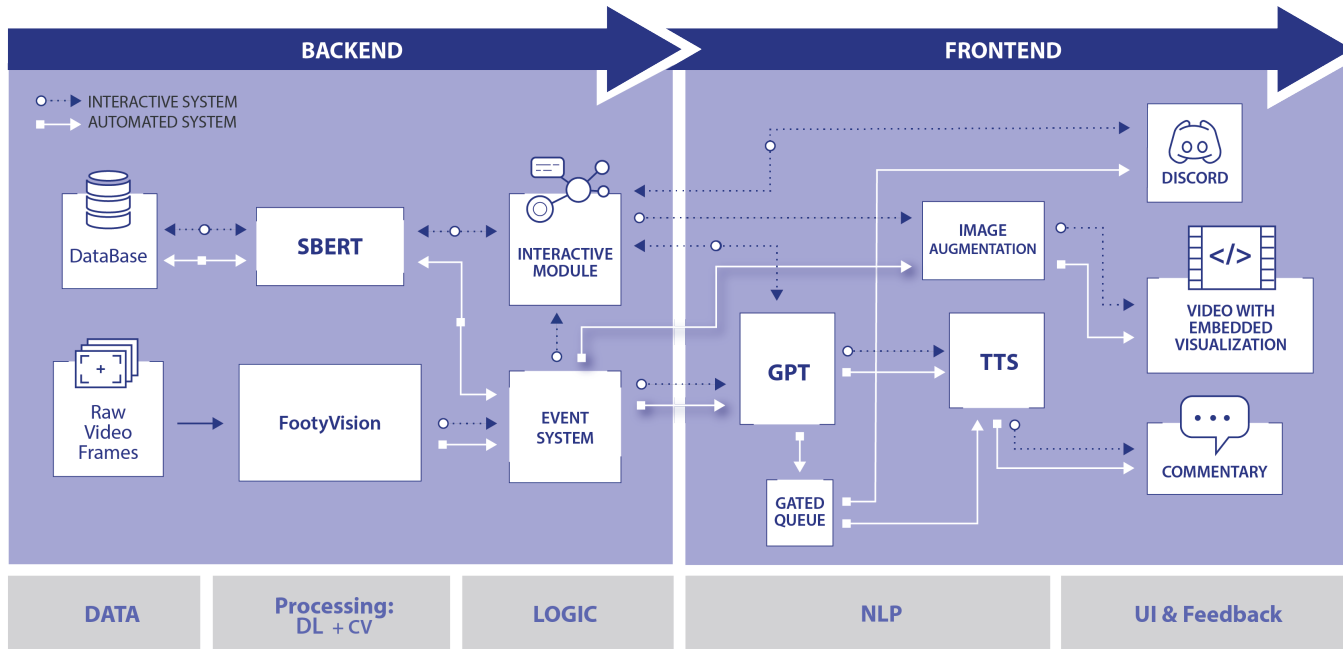 BACKEND
FRONTEND
INTERACTIVE SYSTEM
AUTOMATED SYSTEM
DataBase
SBERT
INTERACTIVE
MODULE
IMAGE
AUGMENTATION
DISCORD
</>
VIDEO WITH
EMBEDDED
VISUALIZATION
Raw
Video
Frames
FootyVision
EVENT
SYSTEM
GPT
TTS
GATED
QUEUE
COMMENTARY
DATA
Processing:
DL + CV
LOGIC
NLP
UI & Feedback